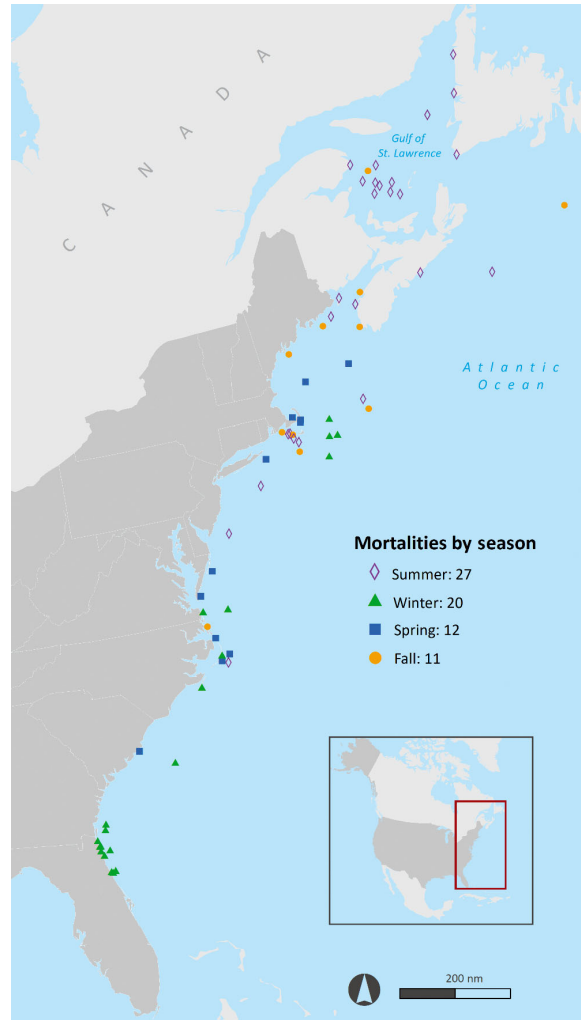 CANADA
Gulf of
St. Lawrence
Atlantic
Ocean
Mortalities by season
Summer: 27
Winter: 20
Spring: 12
Fall: 11
200 nm